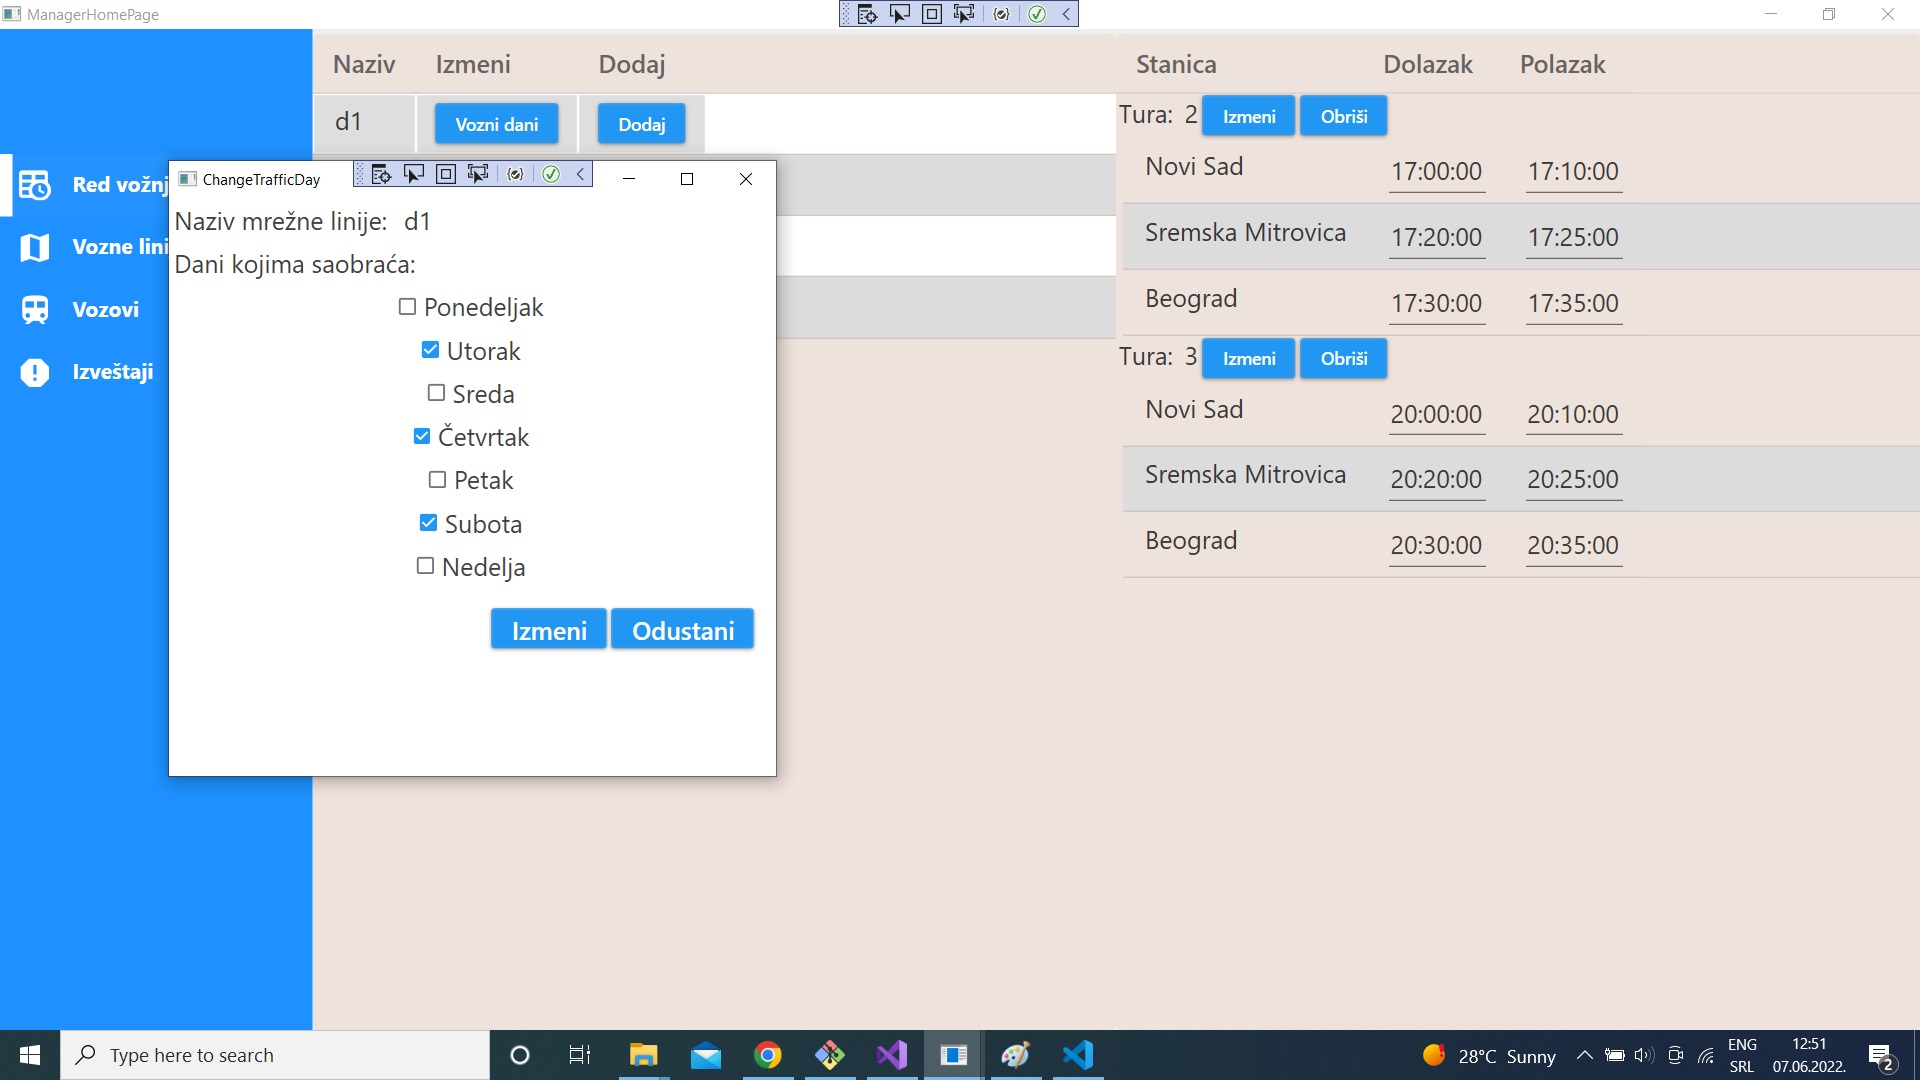 ManagerHomePage
Naziv Izmeni Dodaj
d1 Vozni dani Dodaj
Red vožnj
Vozne lini
Vozovi
Izveštaji
ChangeTrafficDay
Naziv mrežne linije: d1
Dani kojima saobraća:
Ponedeljak
Utorak
Sreda
Četvrtak
Petak
Subota
Nedelja
Izmeni Odustani
Stanica Dolazak Polazak
Tura: 2 Izmeni Obriši
Novi Sad 17:00:00 17:10:00
Sremska Mitrovica 17:20:00 17:25:00
Beograd 17:30:00 17:35:00
Tura: 3 Izmeni Obriši
Novi Sad 20:00:00 20:10:00
Sremska Mitrovica 20:20:00 20:25:00
Beograd 20:30:00 20:35:00
Type here to search
28°C Sunny
ENG
SRL
12:51
07.06.2022.
2